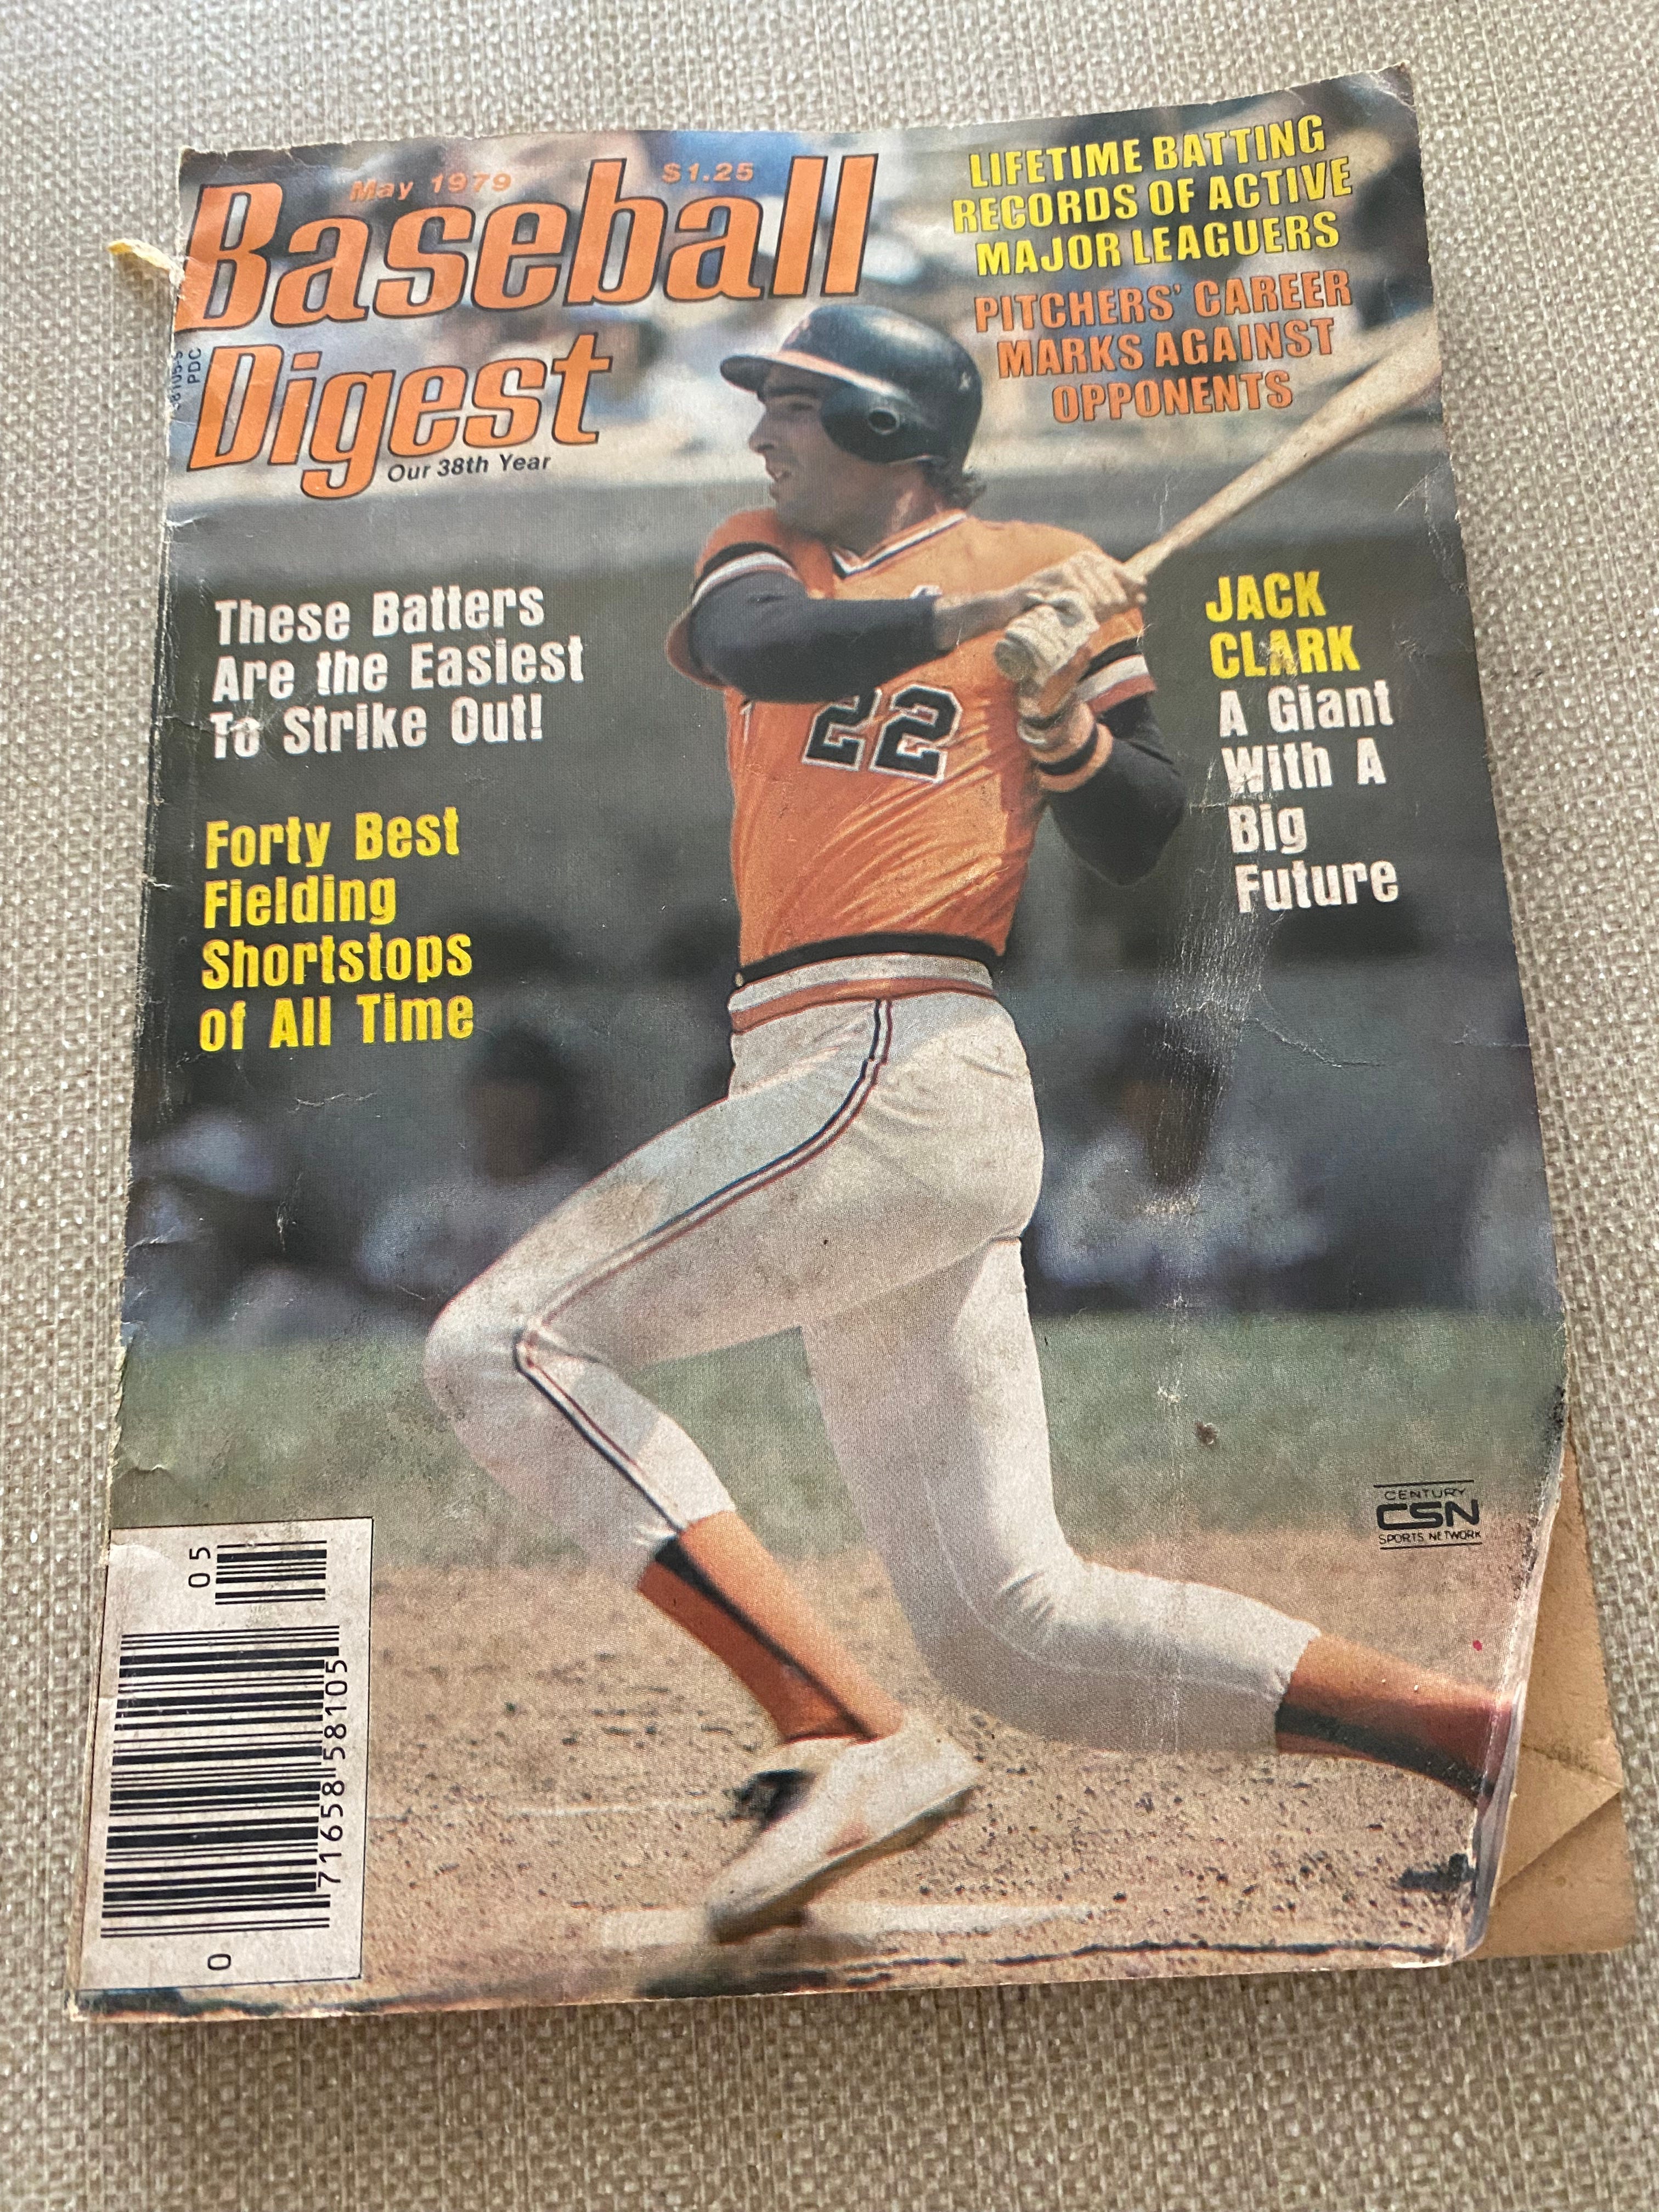 May 1979
$1.25
Baseball
Digest
Our 38th Year
PDC
LIFETIME BATTING
RECORDS OF ACTIVE
MAJOR LEAGUERS
PITCHERS' CAREER
MARKS AGAINST
OPPONENTS
These Batters
Are the Easiest
To Strike Out!
Forty Best
Fielding
Shortstops
of All Time
JACK
CLARK
A Giant
With A
Big
Future
22
CENTURY
CSN
SPORTS NETWORK
05
0 71658 58105